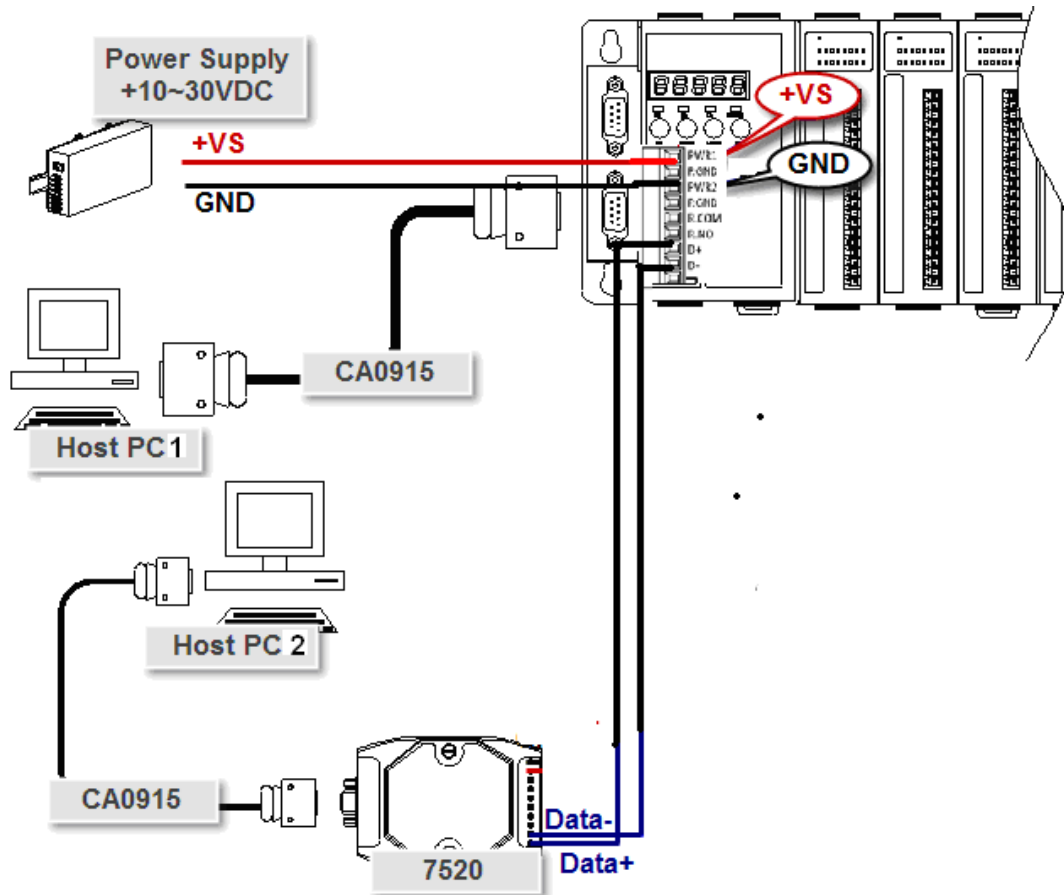 Power Supply
+10~30VDC
+VS
GND
+VS
GND
PWR1
P.GND
PWR2
P.GND
R.COM
R.NO
D+
D-
CA0915
Host PC 1
Host PC 2
CA0915
7520
Data-
Data+